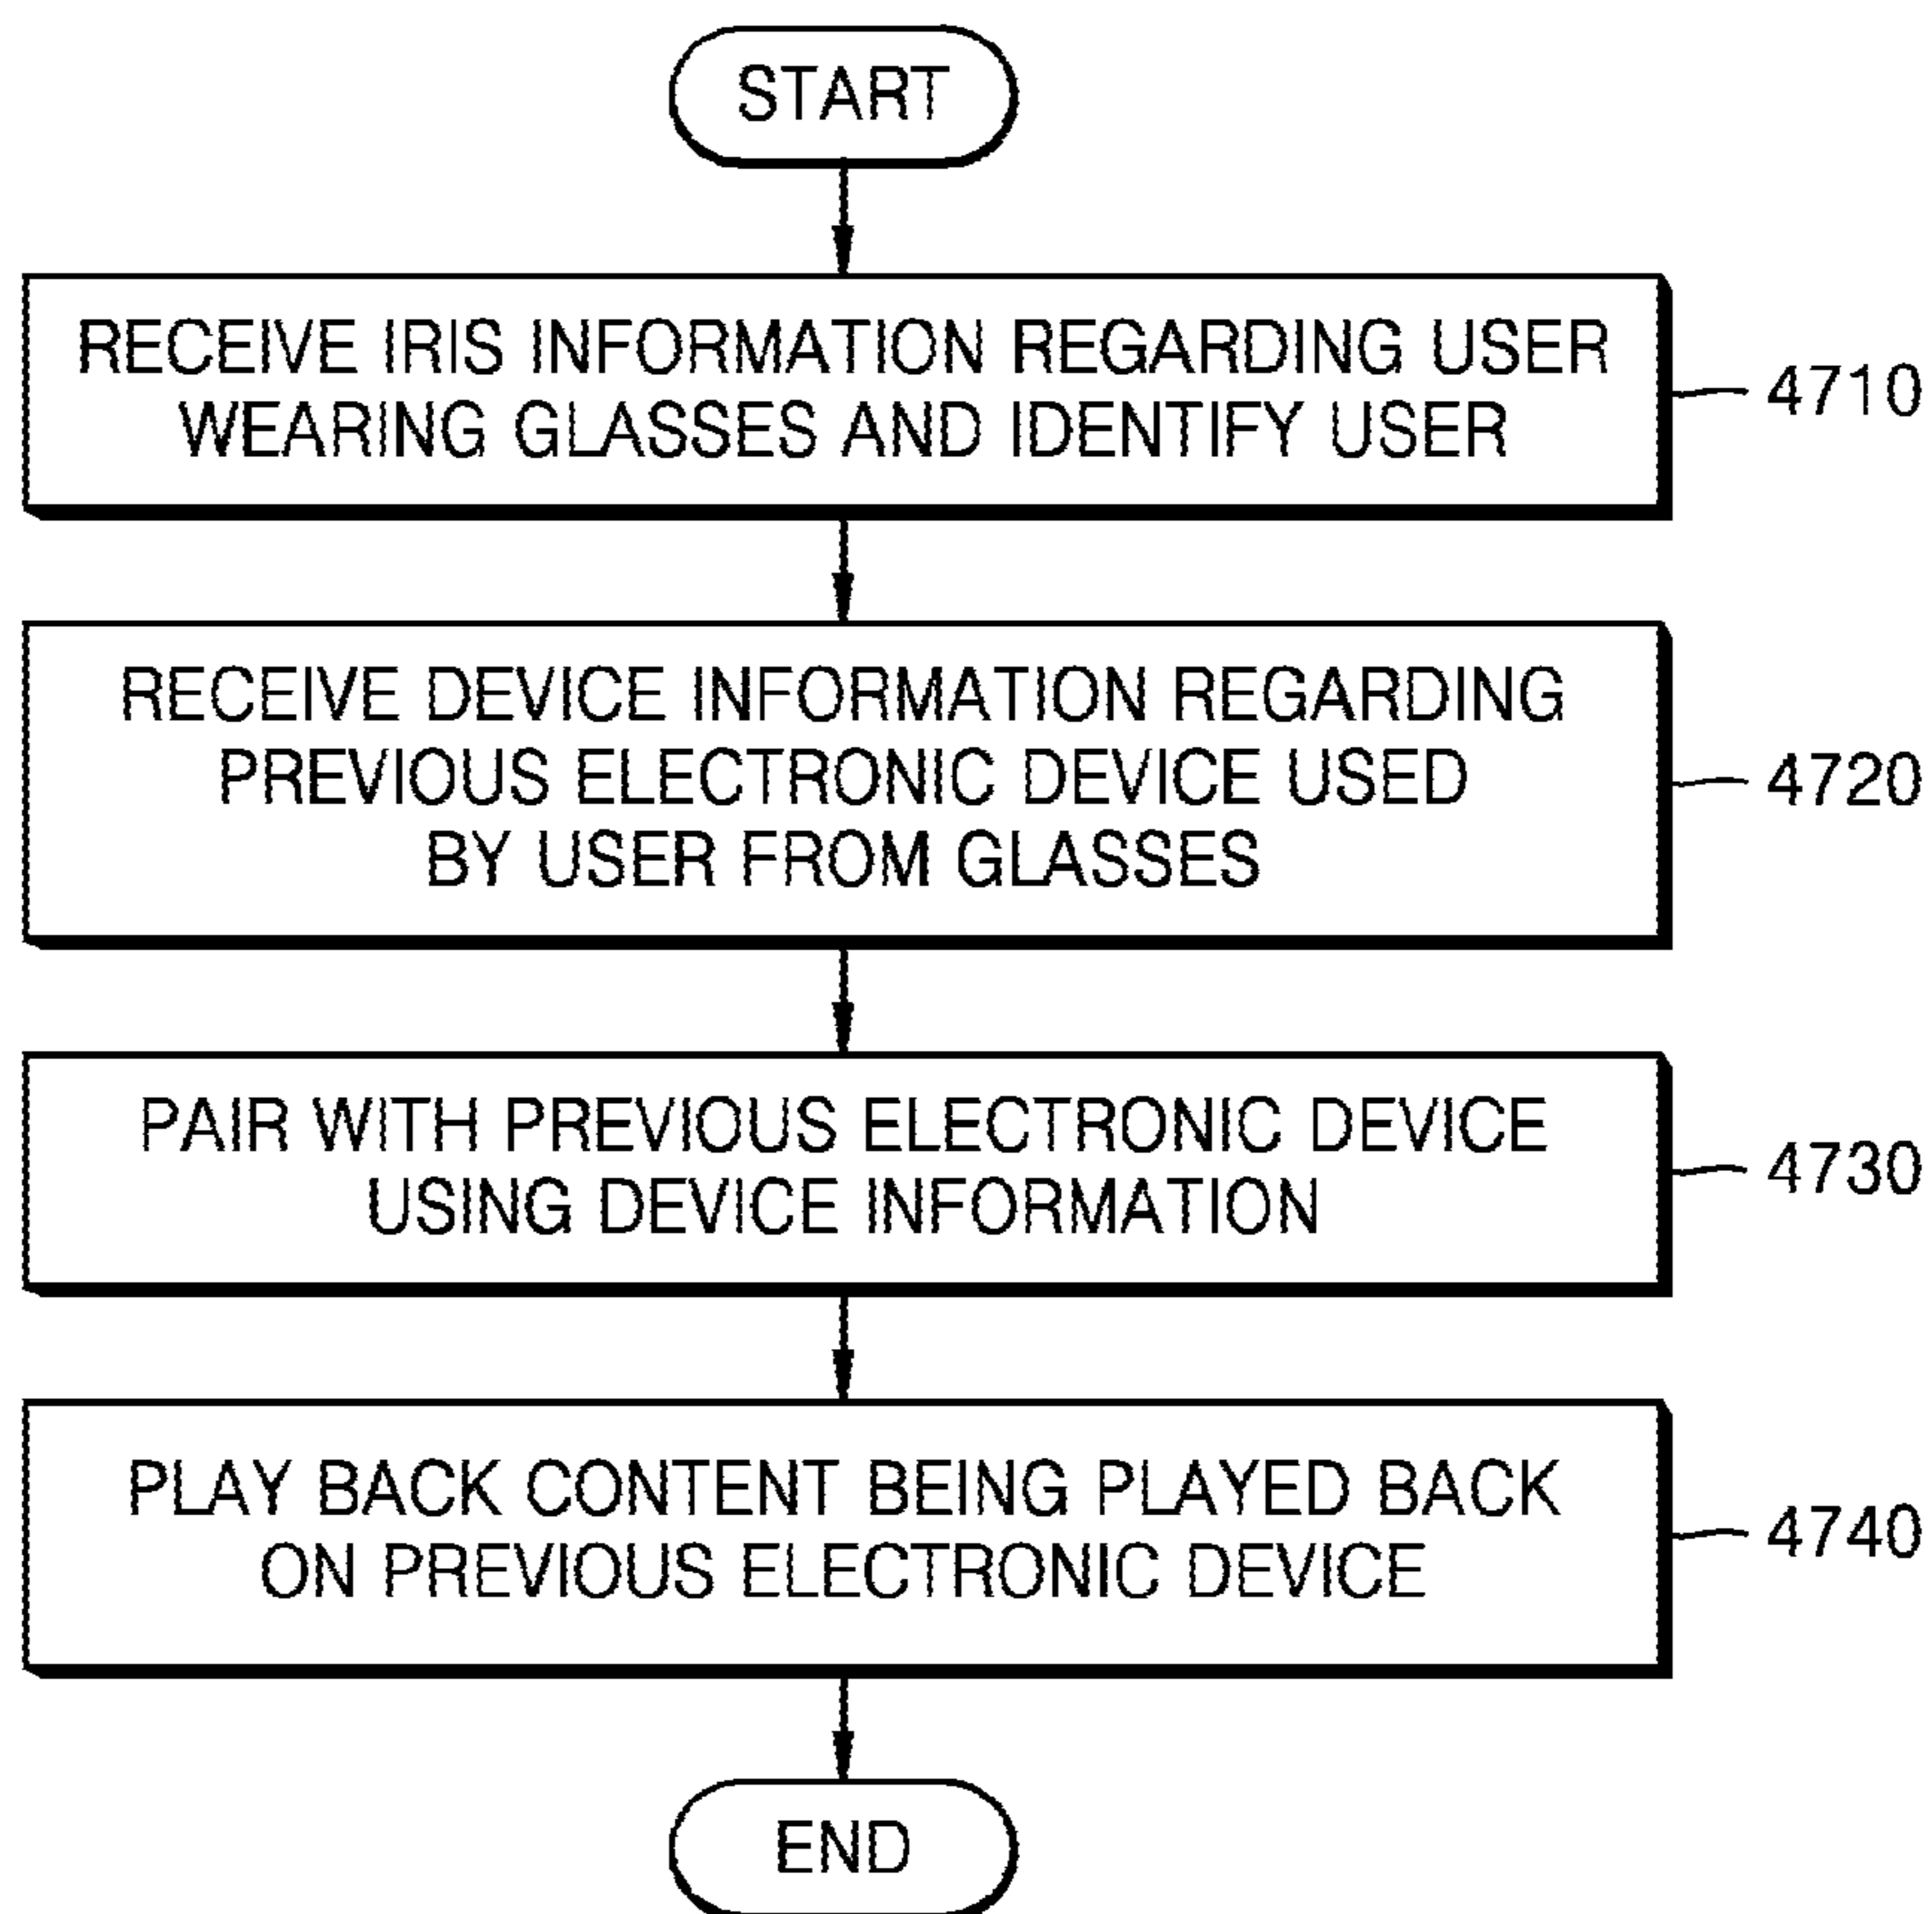 START
RECEIVE IRIS INFORMATION REGARDING USER
WEARING GLASSES AND IDENTIFY USER
4710
RECEIVE DEVICE INFORMATION REGARDING
PREVIOUS ELECTRONIC DEVICE USED
BY USER FROM GLASSES
4720
PAIR WITH PREVIOUS ELECTRONIC DEVICE
USING DEVICE INFORMATION
4730
PLAY BACK CONTENT BEING PLAYED BACK
ON PREVIOUS ELECTRONIC DEVICE
4740
END